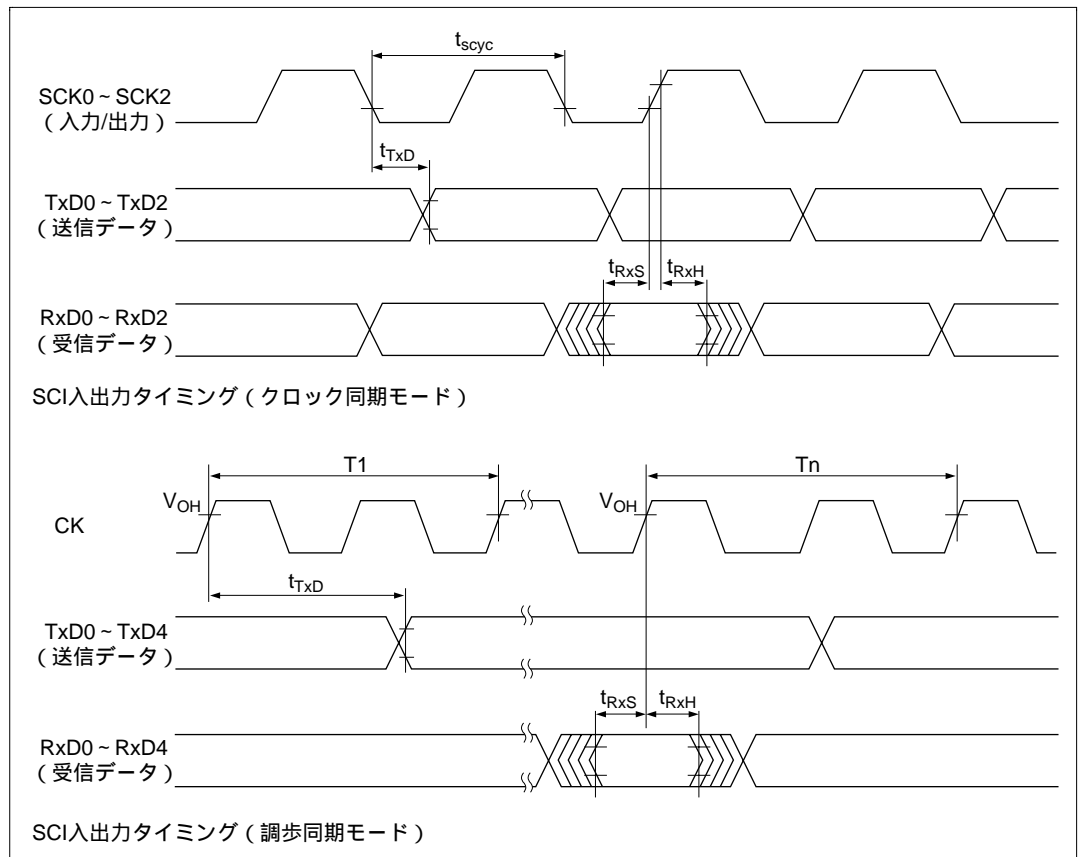 tscyc
SCK0～SCK2
（入力/出力）
tTxD
TxD0～TxD2
（送信データ）
tRxS
tRxH
RxD0～RxD2
（受信データ）
SCI入出力タイミング（クロック同期モード）
T1
Tn
VOH
VOH
CK
tTxD
TxD0～TxD4
（送信データ）
tRxS
tRxH
RxD0～RxD4
（受信データ）
SCI入出力タイミング（調歩同期モード）